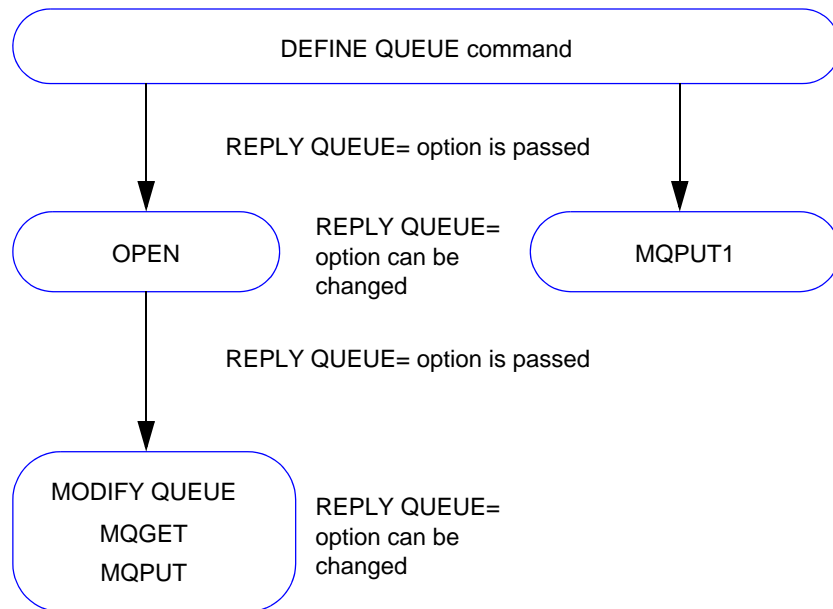 DEFINE QUEUE command
REPLY QUEUE= option is passed
OPEN
REPLY QUEUE=
option can be
changed
MQPUT1
REPLY QUEUE= option is passed
MODIFY QUEUE
MQGET
MQPUT
REPLY QUEUE=
option can be
changed